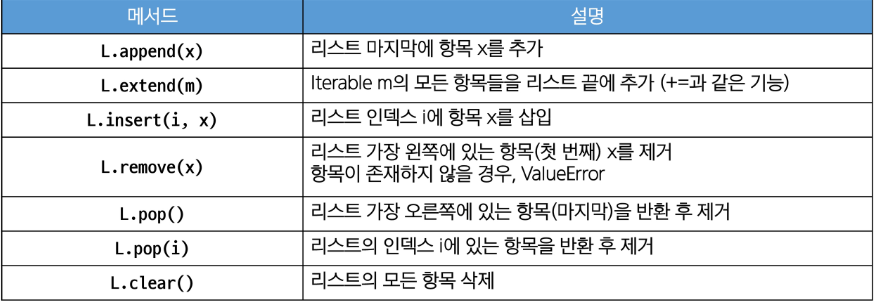 메서드 설명
L.append(x) 리스트 마지막에 항목 x를 추가
L.extend(m) Iterable m의 모든 항목들을 리스트 끝에 추가 (+=과 같은 기능)
L.insert(i, x) 리스트 인덱스 i에 항목 x를 삽입
L.remove(x) 리스트 가장 왼쪽에 있는 항목(첫 번째) x를 제거
항목이 존재하지 않을 경우, ValueError
L.pop() 리스트 가장 오른쪽에 있는 항목(마지막)을 반환 후 제거
L.pop(i) 리스트의 인덱스 i에 있는 항목을 반환 후 제거
L.clear() 리스트의 모든 항목 삭제